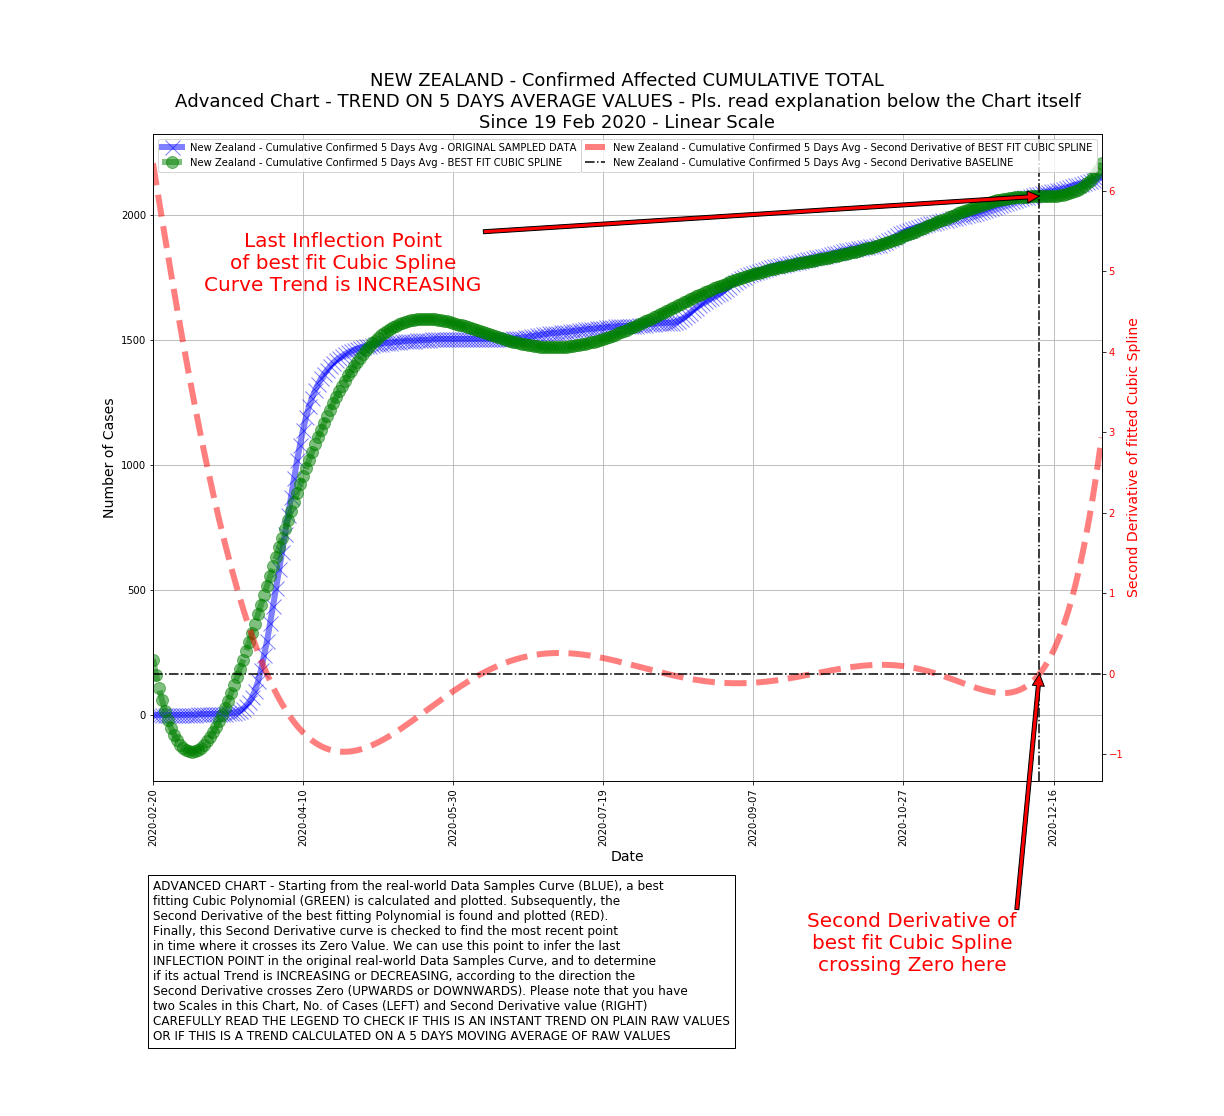 NEW ZEALAND - Confirmed Affected CUMULATIVE TOTAL
Advanced Chart - TREND ON 5 DAYS AVERAGE VALUES - Pls. read explanation below the Chart itself
Since 19 Feb 2020 - Linear Scale
New Zealand - Cumulative Confirmed 5 Days Avg - ORIGINAL SAMPLED DATA
New Zealand - Cumulative Confirmed 5 Days Avg - BEST FIT CUBIC SPLINE
New Zealand - Cumulative Confirmed 5 Days Avg - Second Derivative of BEST FIT CUBIC SPLINE
New Zealand - Cumulative Confirmed 5 Days Avg - Second Derivative BASELINE
Last Inflection Point
of best fit Cubic Spline
Curve Trend is INCREASING
Number of Cases
2000
1500
1000
500
0
Second Derivative of fitted Cubic Spline
6
5
4
3
2
1
0
−1
2020-02-20
2020-04-10
2020-05-30
2020-07-19
2020-09-07
2020-10-27
2020-12-16
Date
Second Derivative of
best fit Cubic Spline
crossing Zero here
ADVANCED CHART - Starting from the real-world Data Samples Curve (BLUE), a best
fitting Cubic Polynomial (GREEN) is calculated and plotted. Subsequently, the
Second Derivative of the best fitting Polynomial is found and plotted (RED).
Finally, this Second Derivative curve is checked to find the most recent point
in time where it crosses its Zero Value. We can use this point to infer the last
INFLECTION POINT in the original real-world Data Samples Curve, and to determine
if its actual Trend is INCREASING or DECREASING, according to the direction the
Second Derivative crosses Zero (UPWARDS or DOWNWARDS). Please note that you have
two Scales in this Chart, No. of Cases (LEFT) and Second Derivative value (RIGHT)
CAREFULLY READ THE LEGEND TO CHECK IF THIS IS AN INSTANT TREND ON PLAIN RAW VALUES
OR IF THIS IS A TREND CALCULATED ON A 5 DAYS MOVING AVERAGE OF RAW VALUES